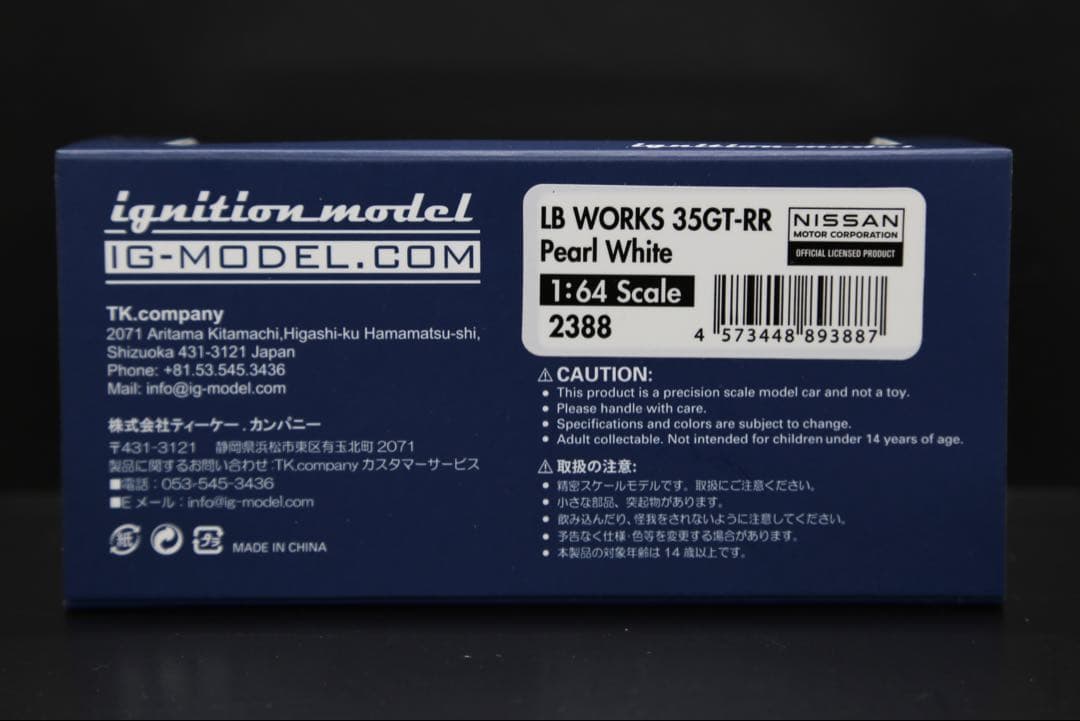 ignition model
ignition model
IG-MODEL.COM
TK.company
2071 Aritama Kitamachi,Higashi-ku Hamamatsu-shi,
Shizuoka 431-3121 Japan
Phone: +81.53.545.3436
Mail: info@ig-model.com
株式会社ティーケー．カンパニー
〒431-3121 静岡県浜松市東区有玉北町 2071
製品に関するお問い合わせ：TK.company カスタマーサービス
■電話：053-545-3436
■E メール：info@ig-model.com
紙 プラ MADE IN CHINA
LB WORKS 35GT-RR
Pearl White
1:64 Scale
2388
NISSAN
MOTOR CORPORATION
OFFICIAL LICENSED PRODUCT
4 573448 893887
⚠CAUTION:
● This product is a precision scale model car and not a toy.
● Please handle with care.
● Specifications and colors are subject to change.
● Adult collectable. Not intended for children under 14 years of age.
⚠取扱の注意:
● 精密スケールモデルです。取扱にご注意ください。
● 小さな部品、突起物があります。
● 飲み込んだり、怪我をされないように注意してください。
● 予告なく仕様・色等を変更する場合があります。
● 本製品の対象年齢は 14 歳以上です。